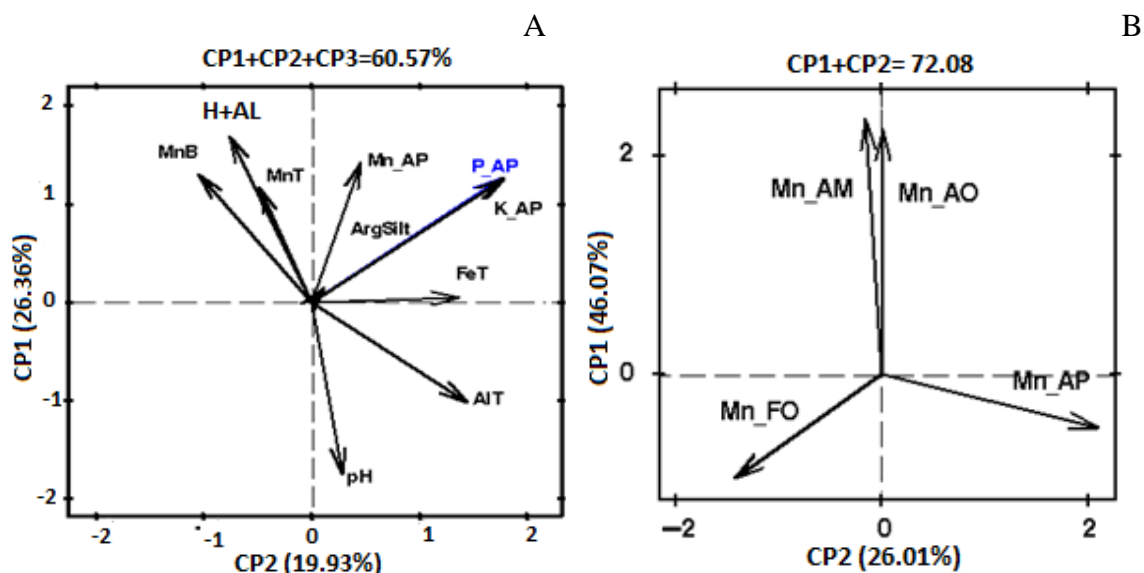 A
CP1+CP2+CP3=60.57%
2
1
0
-1
-2
CP1 (26.36%)
H+AL
MnB
MnT
Mn_AP
P_AP
K_AP
ArgSilt
FeT
AlT
pH
-2
-1
0
1
2
CP2 (19.93%)
B
CP1+CP2= 72.08
2
0
CP1 (46.07%)
Mn_AM
Mn_AO
Mn_AP
Mn_FO
−2
0
2
CP2 (26.01%)